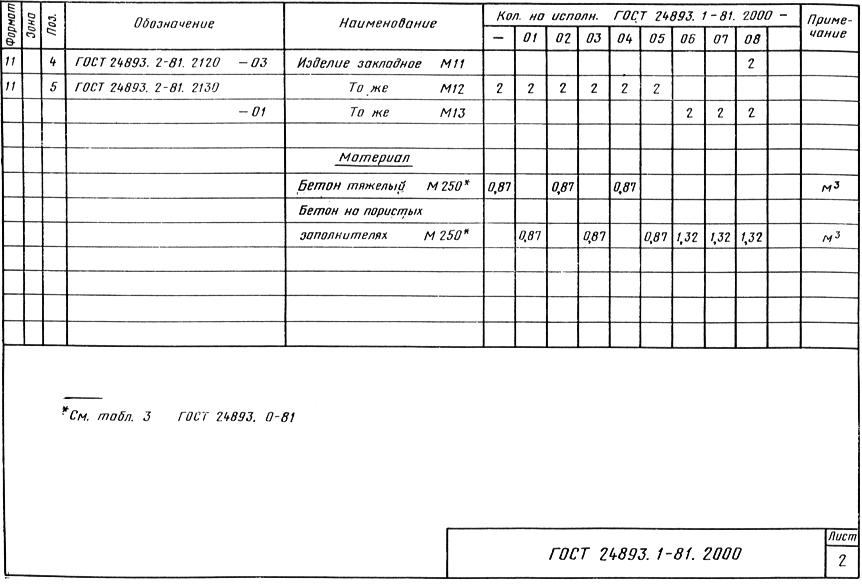 Формат Зона Поз. Обозначение Наименование Кол. на исполн. ГОСТ 24893. 1-81. 2000 - Приме-
чание
- 01 02 03 04 05 06 07 08
11 4 ГОСТ 24893. 2-81. 2120 - 03 Изделие закладное М11 2
11 5 ГОСТ 24893. 2-81. 2130 То же М12 2 2 2 2 2 2
- 01 То же М13 2 2 2
Материал
Бетон тяжелый М 250* 0,87 0,87 0,87 м³
Бетон на пористых
заполнителях М 250* 0,87 0,87 0,87 1,32 1,32 1,32 м³
*См. табл. 3 ГОСТ 24893. 0-81
ГОСТ 24893. 1-81. 2000
Лист
2